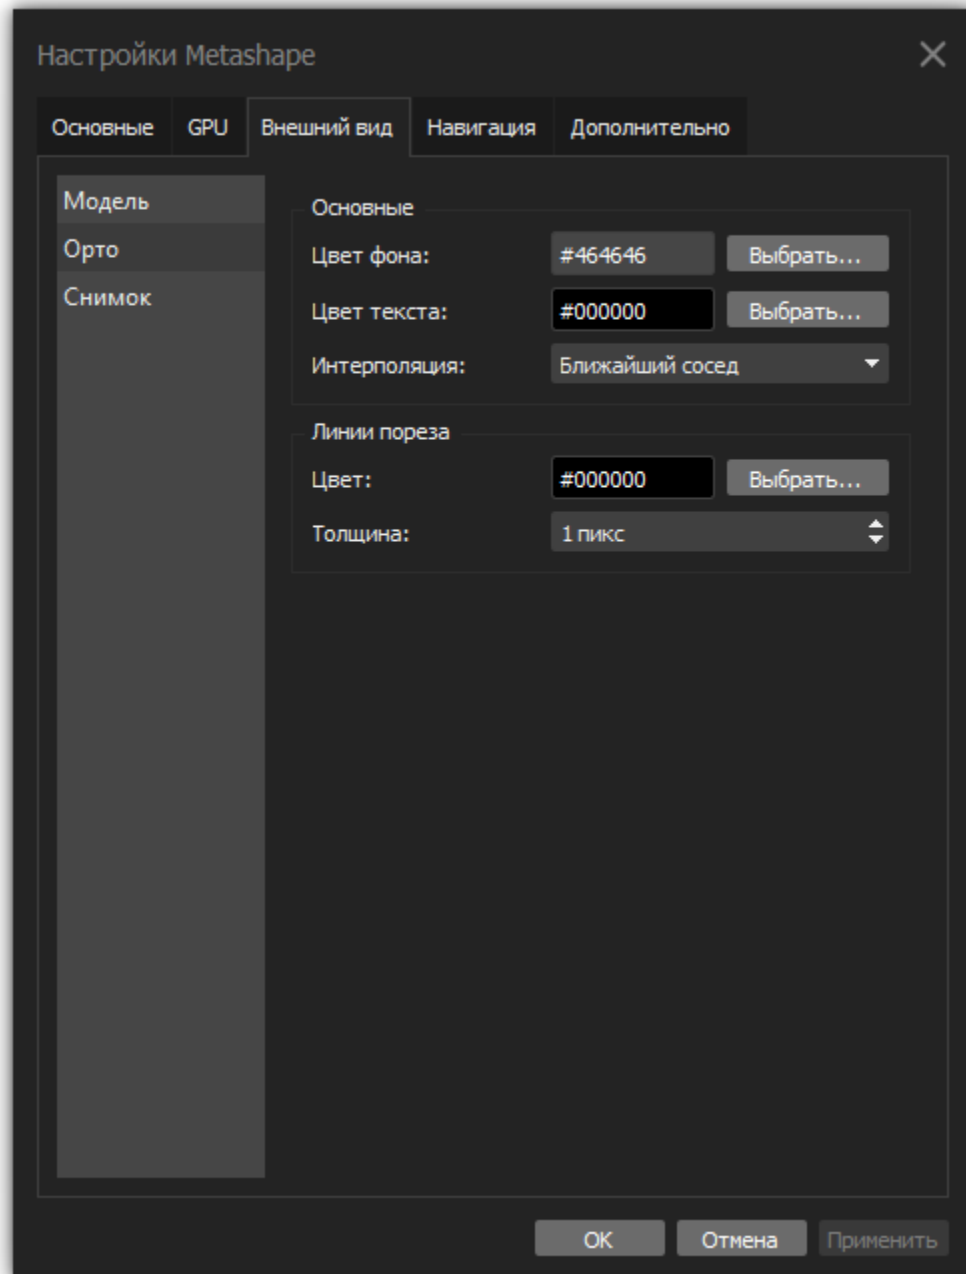 Настройки Metashape
Основные GPU Внешний вид Навигация Дополнительно
Модель
Орто
Снимок
Основные
Цвет фона: #464646 Выбрать...
Цвет текста: #000000 Выбрать...
Интерполяция: Ближайший сосед
Линии пореза
Цвет: #000000 Выбрать...
Толщина: 1 пикс
OK Отмена Применить